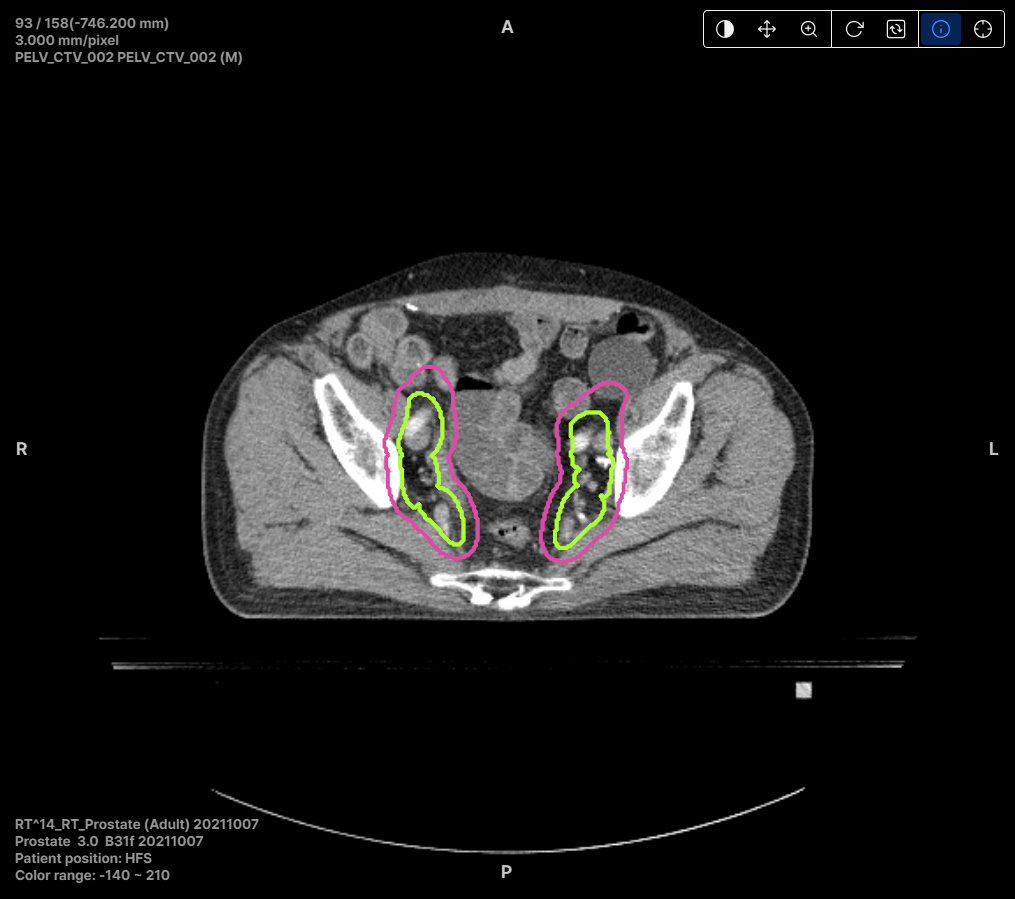 93 / 158(-746.200 mm)
3.000 mm/pixel
PELV_CTV_002 PELV_CTV_002 (M)
A
R
L
RT^14_RT_Prostate (Adult) 20211007
Prostate 3.0 B31f 20211007
Patient position: HFS
Color range: -140 ~ 210
P